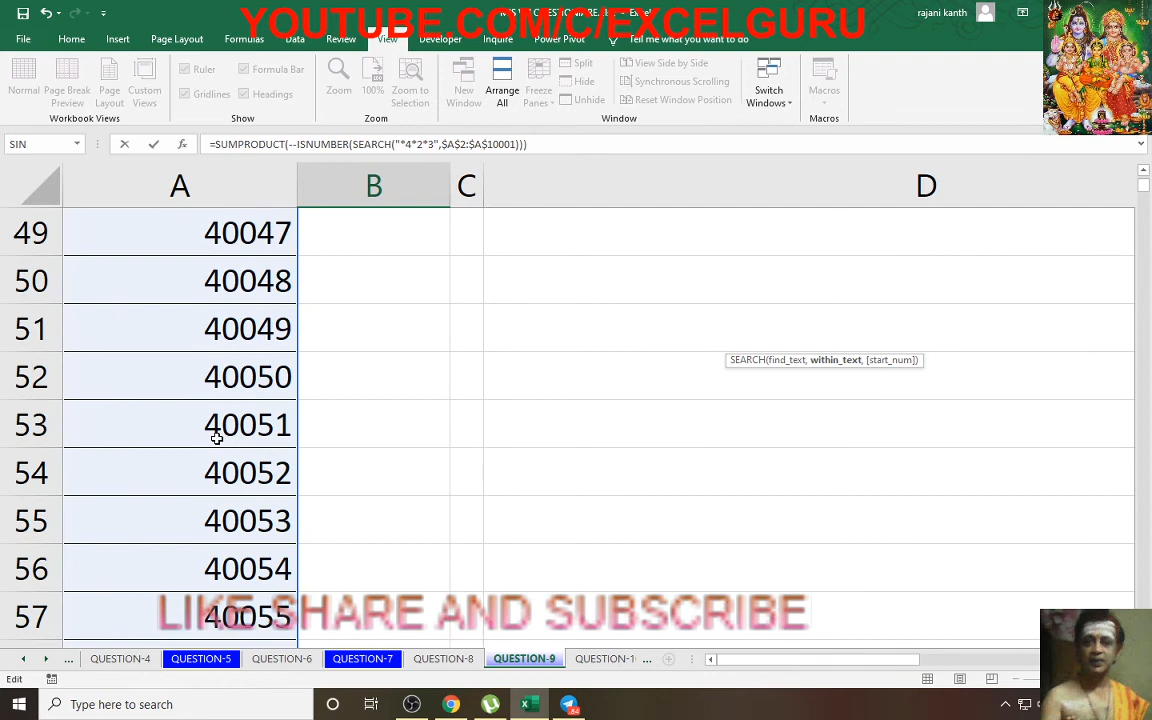 YOUTUBE.COM/C/EXCELGURU
rajani kanth
File Home Insert Page Layout Formulas Data Review View Developer Inquire Power Pivot Tell me what you want to do
Normal Page Break Preview Page Layout Custom Views
Ruler Formula Bar
Gridlines Headings
Zoom 100% Zoom to Selection
New Window Arrange All Freeze Panes
Split
Hide
Unhide
View Side by Side
Synchronous Scrolling
Reset Window Position
Switch Windows
Macros
Workbook Views Show Zoom Window Macros
SIN =SUMPRODUCT(--ISNUMBER(SEARCH("*4*2*3",$A$2:$A$10001)))
A B C D
49 40047
50 40048
51 40049
SEARCH(find_text, within_text, [start_num])
52 40050
53 40051
54 40052
55 40053
56 40054
57 40055
LIKE SHARE AND SUBSCRIBE
... QUESTION-4 QUESTION-5 QUESTION-6 QUESTION-7 QUESTION-8 QUESTION-9 QUESTION-1 ...
Edit
Type here to search